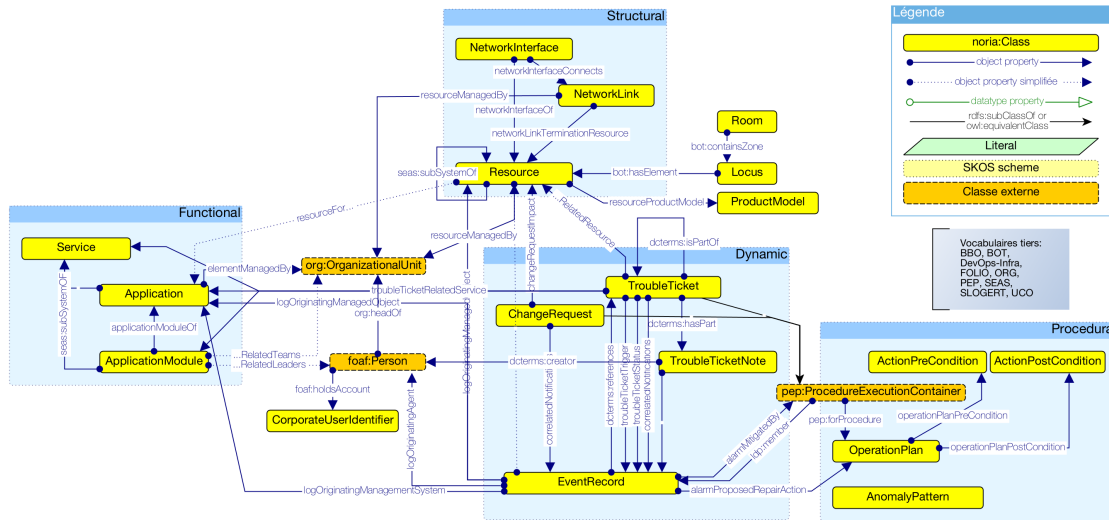 Structural
NetworkInterface
networkInterfaceConnects
resourceManagedBy
NetworkLink
networkInterfaceOf
networkLinkTerminationResource
Room
bot:containsZone
seas:subSystemOf
Resource
bot:hasElement
Locus
resourceProductModel
ProductModel
Légende
noria:Class
object property
object property simplifiée
datatype property
rdfs:subClassOf or
owl:equivalentClass
Literal
SKOS scheme
Classe externe
Vocabulaires tiers:
BBO, BOT,
DevOps-Infra,
FOLIO, ORG,
PEP, SEAS,
SLOGERT, UCO
Functional
resourceFor
Service
resourceManagedBy
changeRequestImpact
RelatedResource
dcterms:isPartOf
Dynamic
elementManagedBy
org:OrganizationalUnit
Application
troubleTicketRelatedService
TroubleTicket
logOriginatingManagedObject
org:headOf
ChangeRequest
seas:subSystemOF
applicationModuleOf
dcterms:hasPart
ApplicationModule
...RelatedTeams
...RelatedLeaders
foaf:Person
dcterms:creator
TroubleTicketNote
foaf:holdsAccount
CorporateUserIdentifier
logOriginatingAgent
logOriginatingManaged
ect
correlatedNotificati
dcterms:references
troubleTicketTrigger
troubleTicketStatus
correlatedNotifications
Procedura
ActionPreCondition
ActionPostCondition
pep:ProcedureExecutionContainer
operationPlanPreCondition
pep:forProcedure
alarmMitigatedBy
ldp:member
OperationPlan
operationPlanPostCondition
logOriginatingManagementSystem
EventRecord
alarmProposedRepairAction
AnomalyPattern